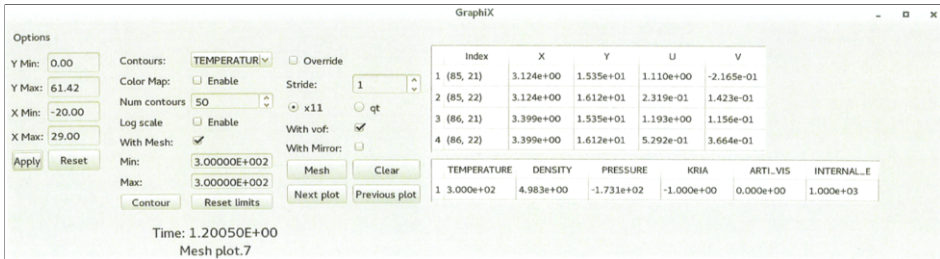 GraphiX
Options
Y Min: 0.00
Y Max: 61.42
X Min: -20.00
X Max: 29.00
Apply Reset
Contours: TEMPERATUR
Color Map: Enable
Num contours 50
Log scale Enable
With Mesh:
Min: 3.00000E+002
Max: 3.00000E+002
Contour Reset limits
Override
Stride: 1
x11 qt
With vof:
With Mirror:
Mesh Clear
Next plot Previous plot
Time: 1.20050E+00
Mesh plot.7
Index X Y U V
1 (85, 21) 3.124e+00 1.535e+01 1.110e+00 -2.165e-01
2 (85, 22) 3.124e+00 1.612e+01 2.319e-01 1.423e-01
3 (86, 21) 3.399e+00 1.535e+01 1.193e+00 1.156e-01
4 (86, 22) 3.399e+00 1.612e+01 5.292e-01 3.664e-01
TEMPERATURE DENSITY PRESSURE KRIA ARTI_VIS INTERNAL_E
1 3.000e+02 4.983e+00 -1.731e+02 -1.000e+00 0.000e+00 1.000e+03